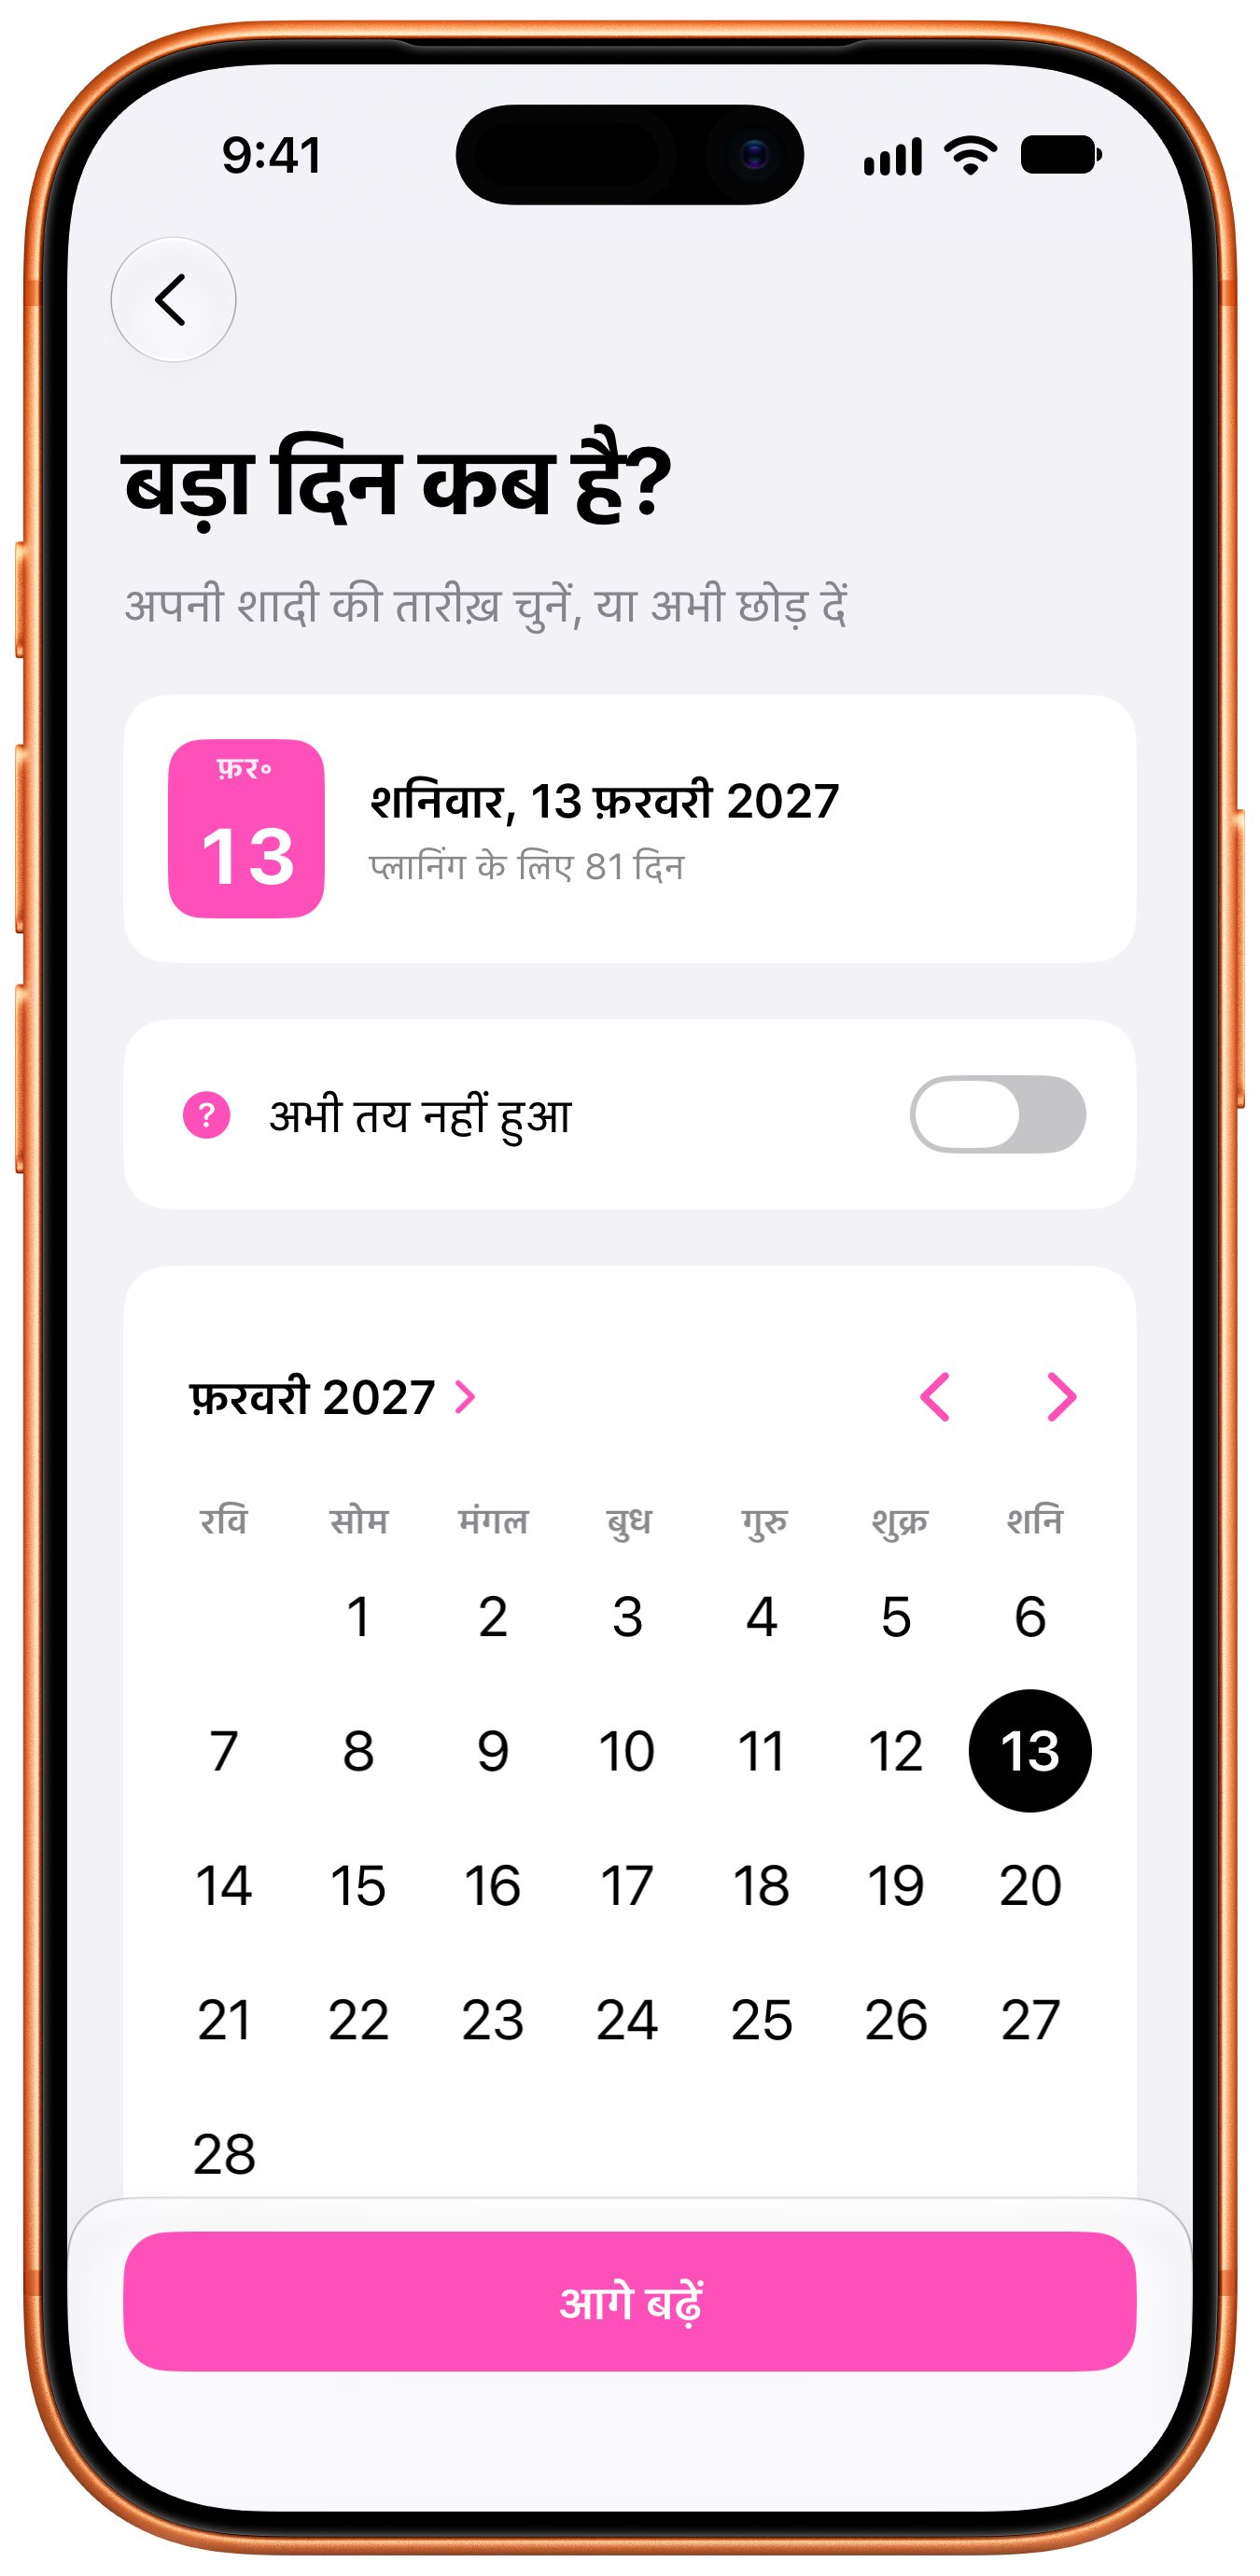 9:41
बड़ा दिन कब है?
अपनी शादी की तारीख़ चुनें, या अभी छोड़ दें
फ़र॰
13
शनिवार, 13 फ़रवरी 2027
प्लानिंग के लिए 81 दिन
? अभी तय नहीं हुआ
फ़रवरी 2027
रवि सोम मंगल बुध गुरु शुक्र शनि
1 2 3 4 5 6
7 8 9 10 11 12 13
14 15 16 17 18 19 20
21 22 23 24 25 26 27
28
आगे बढ़ें